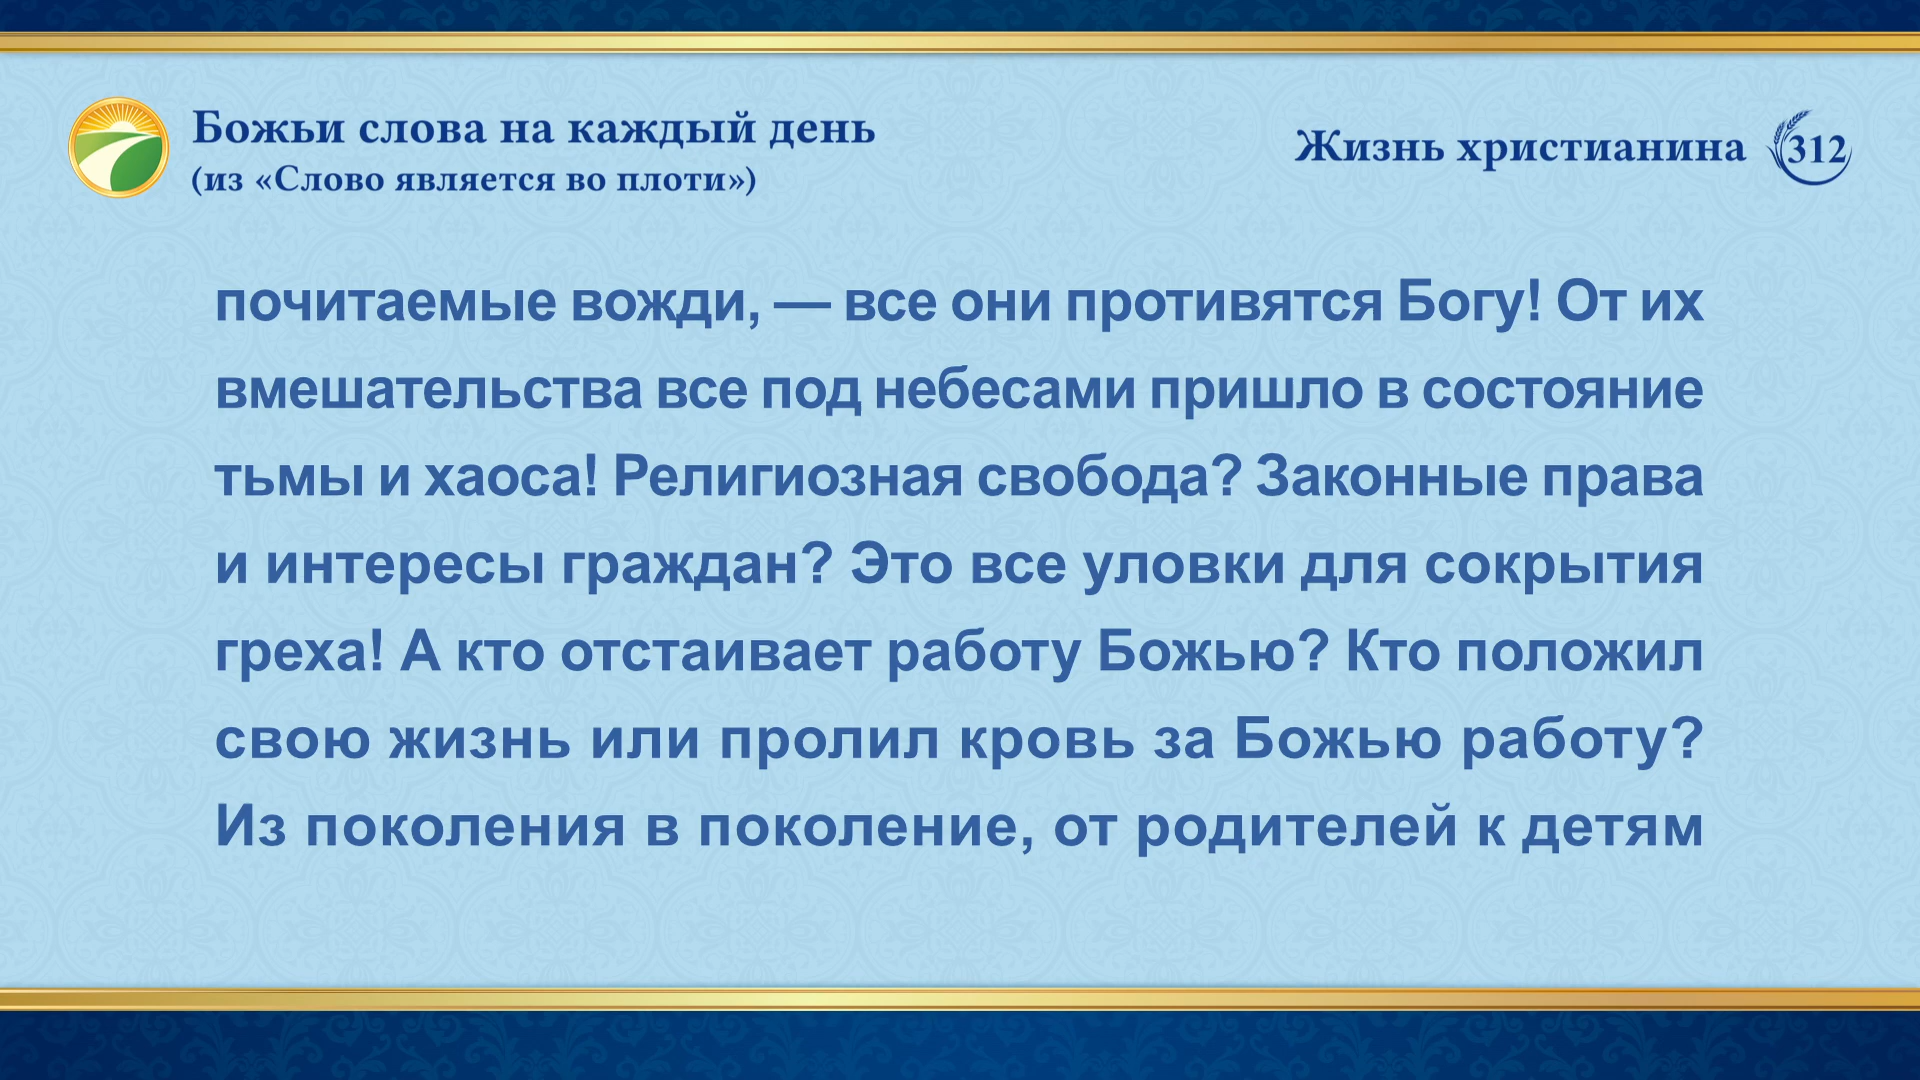 Божьи слова на каждый день
(из «Слово является во плоти»)
Жизнь христианина 312
почитаемые вожди, — все они противятся Богу! От их
вмешательства все под небесами пришло в состояние
тьмы и хаоса! Религиозная свобода? Законные права
и интересы граждан? Это все уловки для сокрытия
греха! А кто отстаивает работу Божью? Кто положил
свою жизнь или пролил кровь за Божью работу?
Из поколения в поколение, от родителей к детям